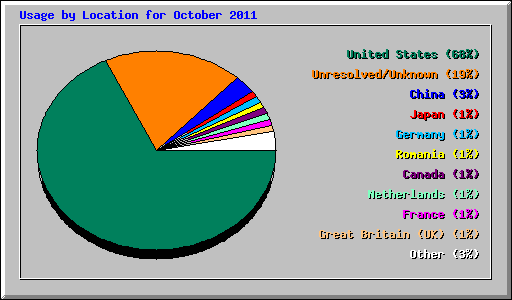 Usage by Location for October 2011
United States (68%)
Unresolved/Unknown (19%)
China (3%)
Japan (1%)
Germany (1%)
Romania (1%)
Canada (1%)
Netherlands (1%)
France (1%)
Great Britain (UK) (1%)
Other (3%)